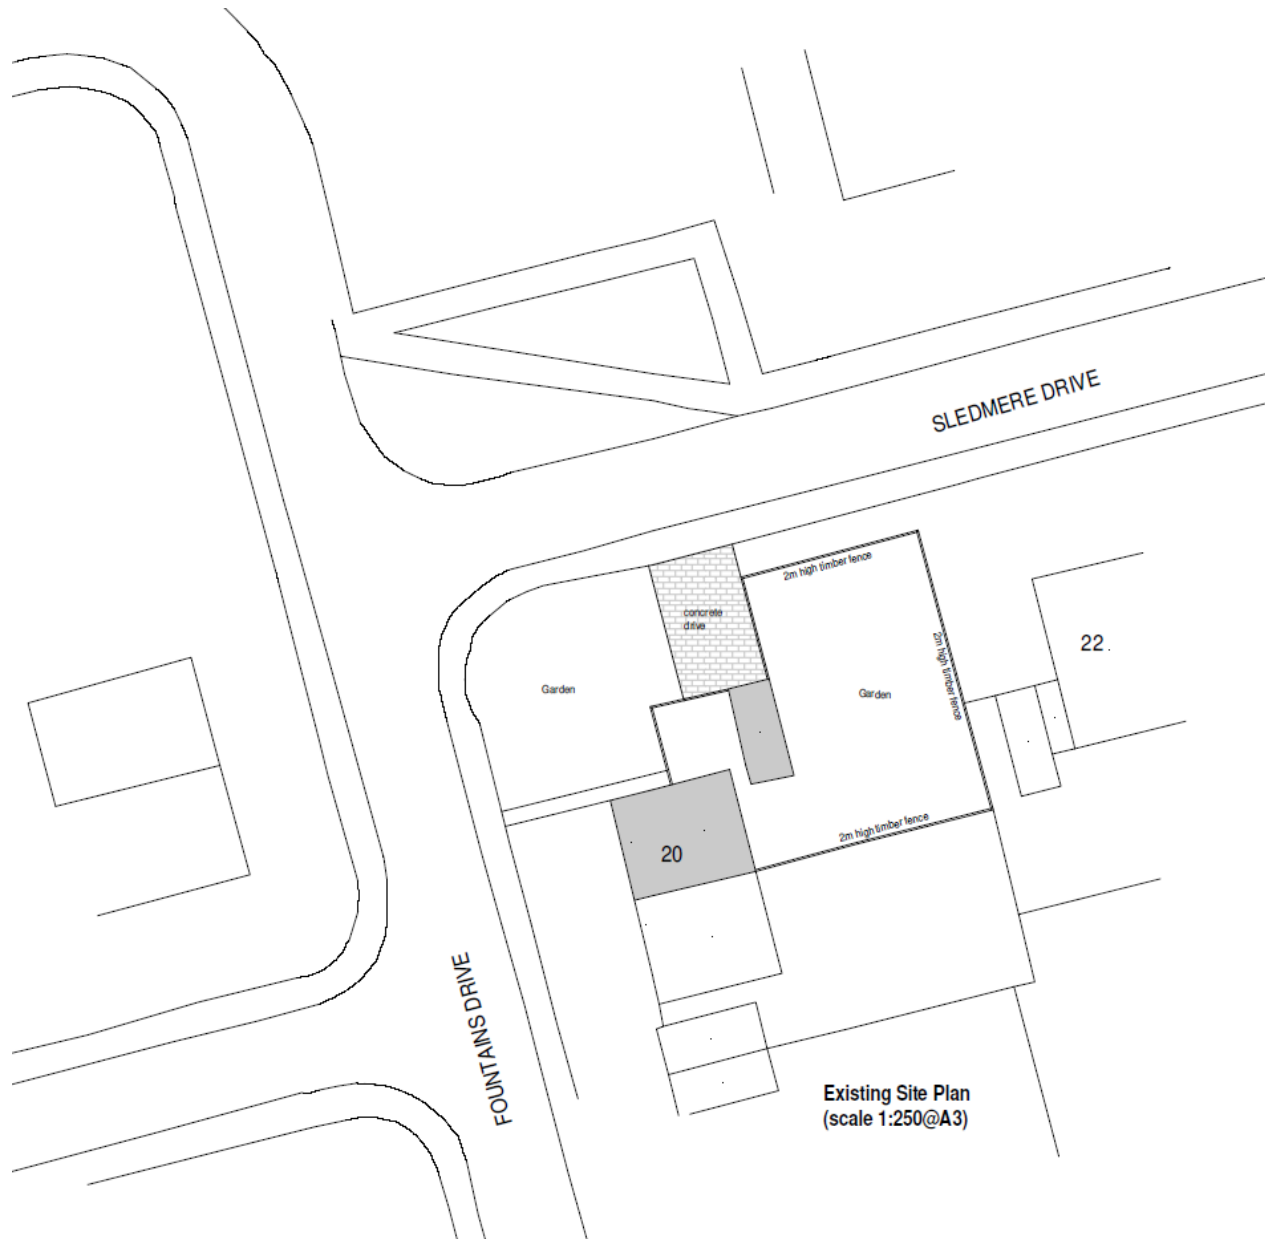 SLEDMERE DRIVE
2m high timber fence
concrete
drive
2m high timber fence
22
Garden
Garden
2m high timber fence
20
FOUNTAINS DRIVE
Existing Site Plan
(scale 1:250@A3)